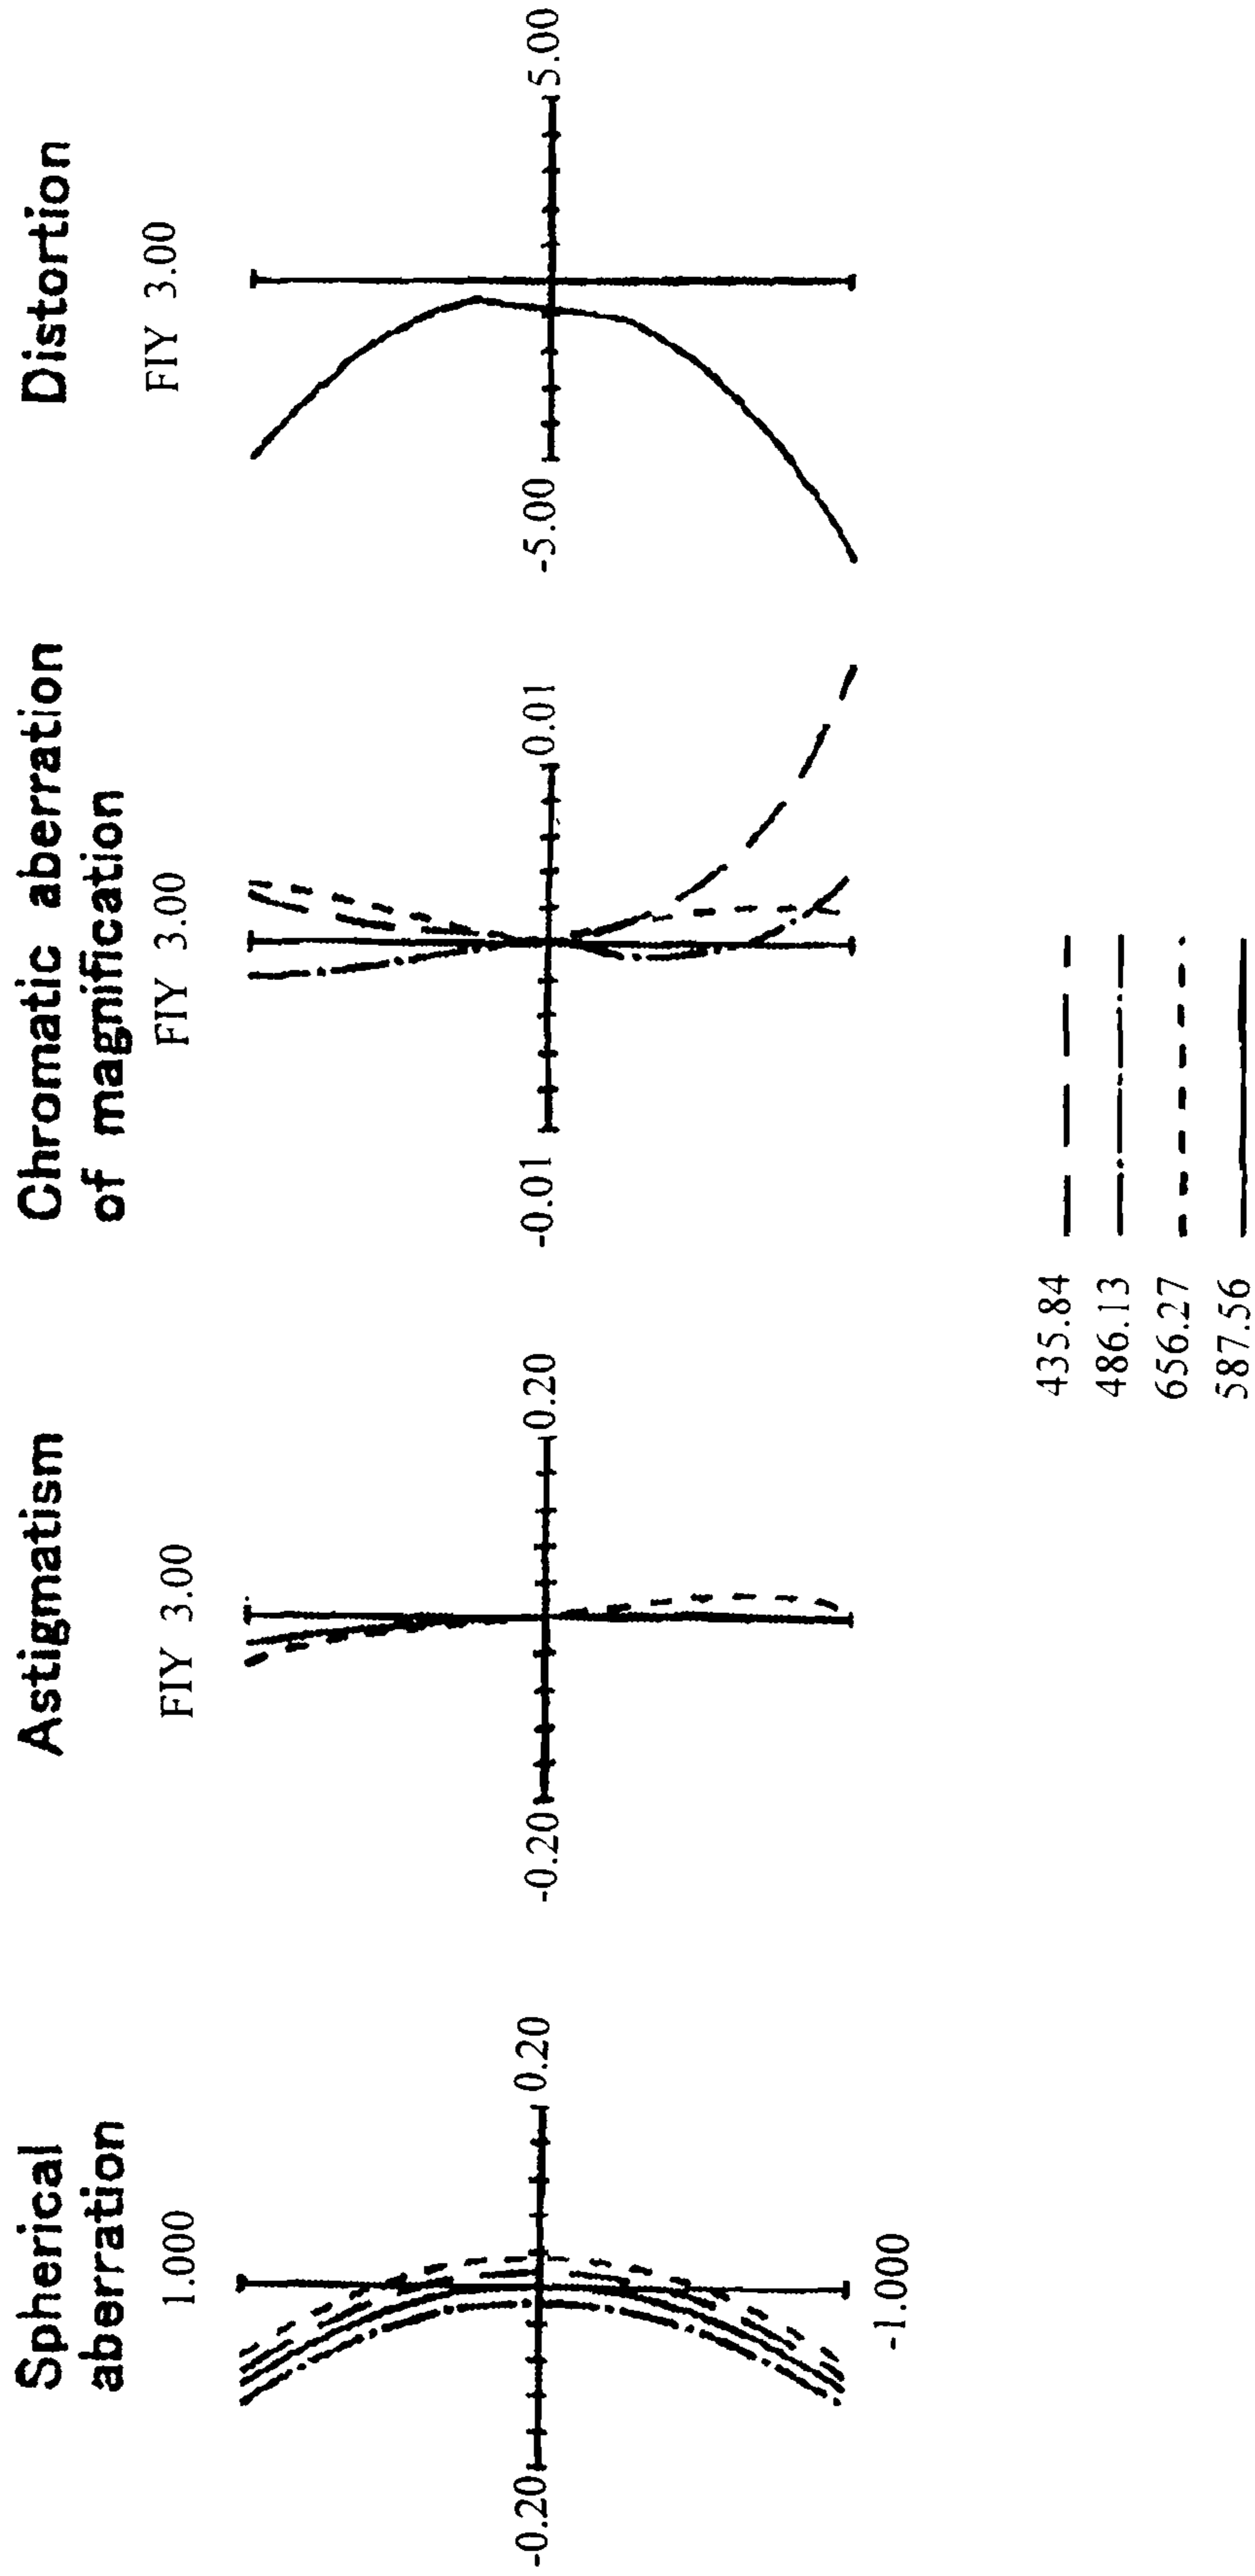 Spherical
aberration
1.000
-0.20
0.20
-1.000
Astigmatism
FIY 3.00
-0.20
0.20
Chromatic aberration
of magnification
FIY 3.00
-0.01
0.01
Distortion
FIY 3.00
-5.00
5.00
435.84
486.13
656.27
587.56